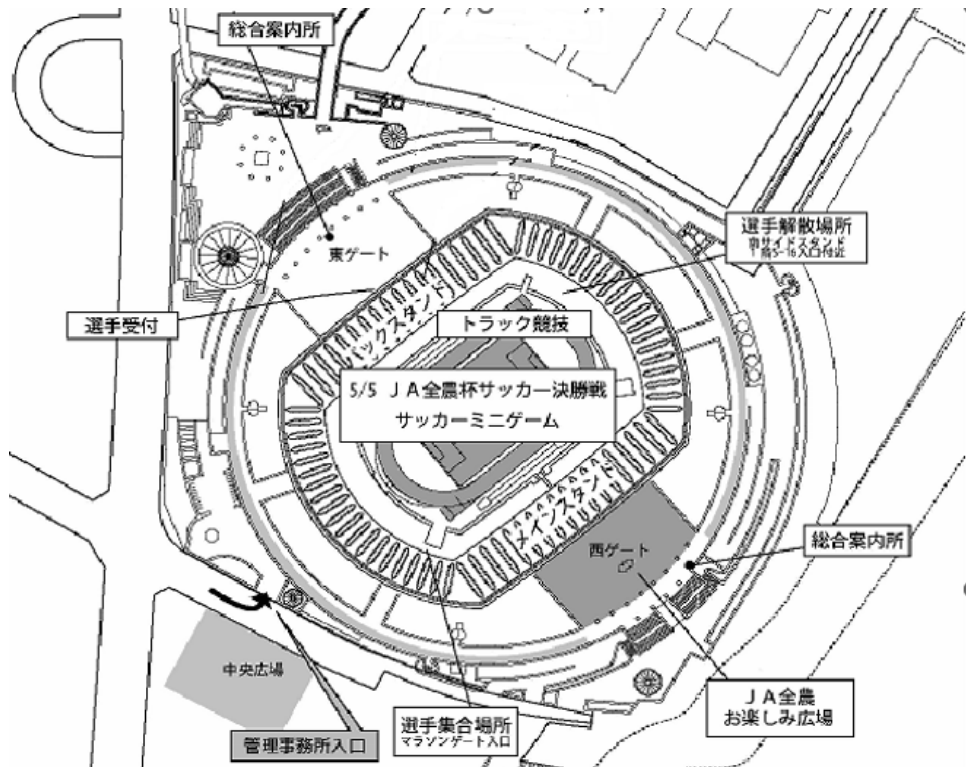 総合案内所
東ゲート
選手解散場所
選手受付
バックスタンド
トラック競技
5/5 ＪＡ全農杯サッカー決勝戦
サッカーミニゲーム
メインスタンド
西ゲート
総合案内所
中央広場
選手集合場所
マラソンゲート入口
ＪＡ全農
お楽しみ広場
管理事務所入口